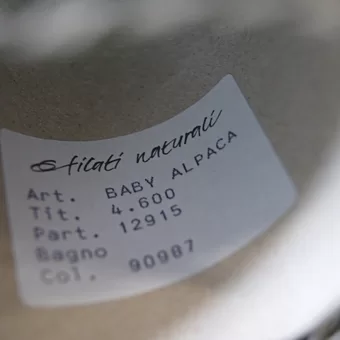 filati naturali
Art. BABY ALPACA
Tit. 4.600
Part. 12915
Bagno
Col. 90987